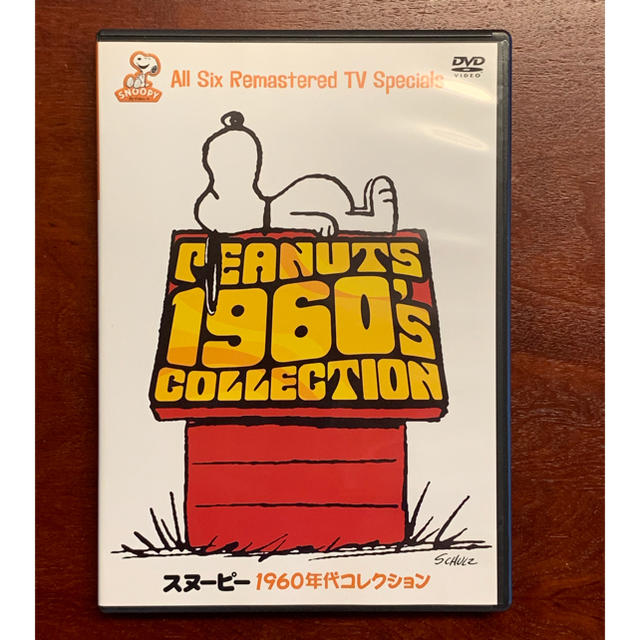 SNOOPY
All Six Remastered TV Specials
DVD
VIDEO
PEANUTS
1960's
COLLECTION
SCHULZ
スヌーピー 1960年代コレクション